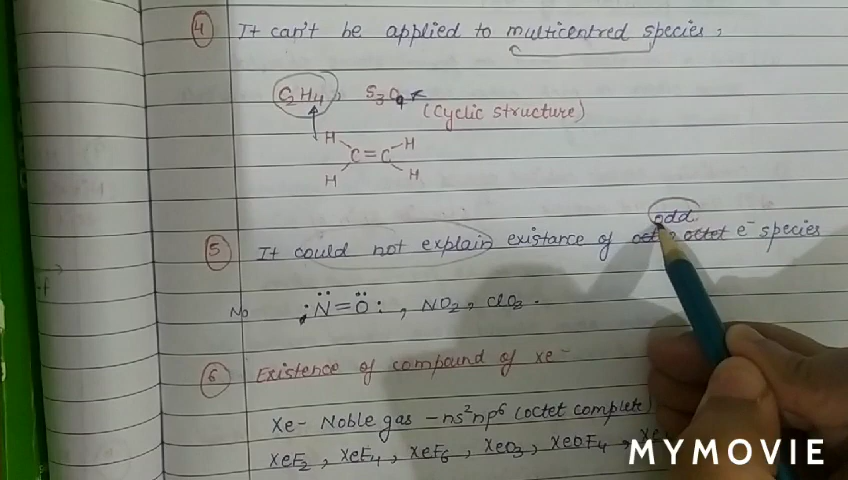 4 It can't be applied to multicentred species,
C2H4, S3O9
(Cyclic structure)
H H
C=C
H H
odd
5 It could not explain existance of octet e⁻ species
No :N̈=Ö: , NO2, ClO3.
6 Existence of compound of xe-
Xe- Noble gas - ns²np⁶ (octet complete)
XeF2, XeF4, XeF6, XeO3, XeOF4,
MYMOVIE